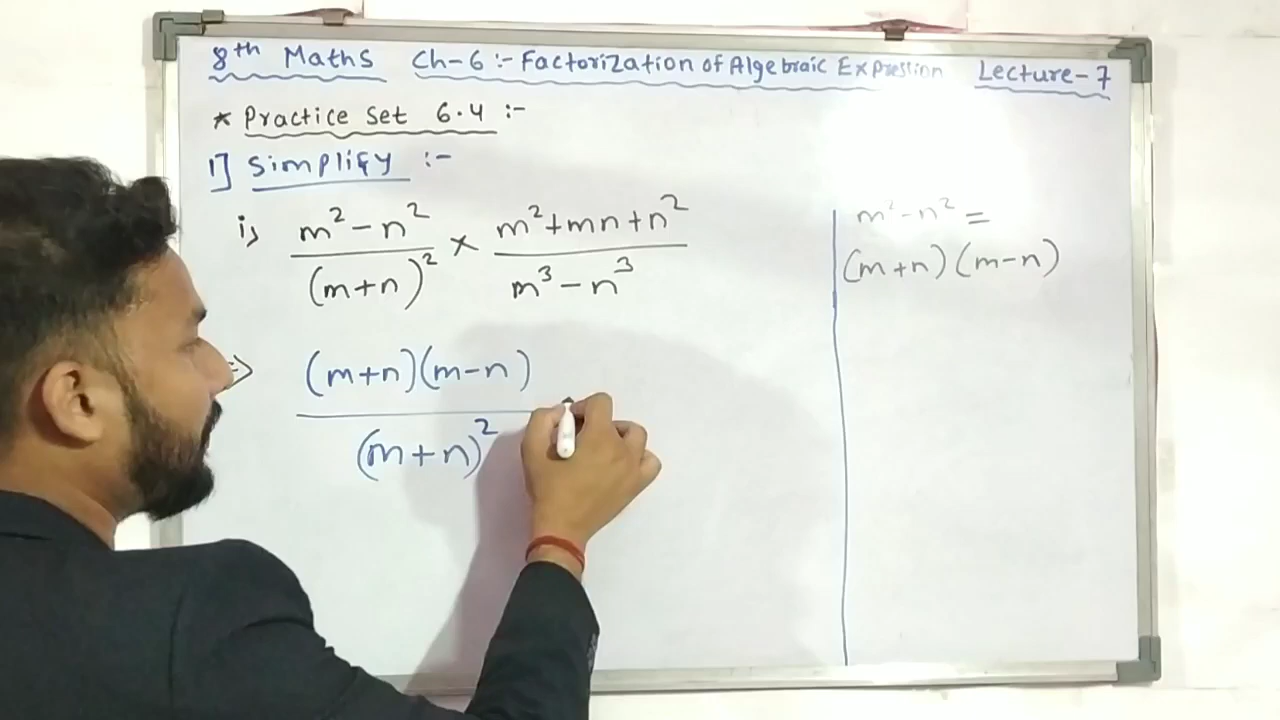 8th Maths Ch-6:- Factorization of Algebraic Expression Lecture-7
* Practice Set 6.4 :-
1] Simplify :-
i, m²-n² / (m+n)² × m²+mn+n² / m³-n³
m²-n² =
(m+n)(m-n)
=> (m+n)(m-n) / (m+n)²